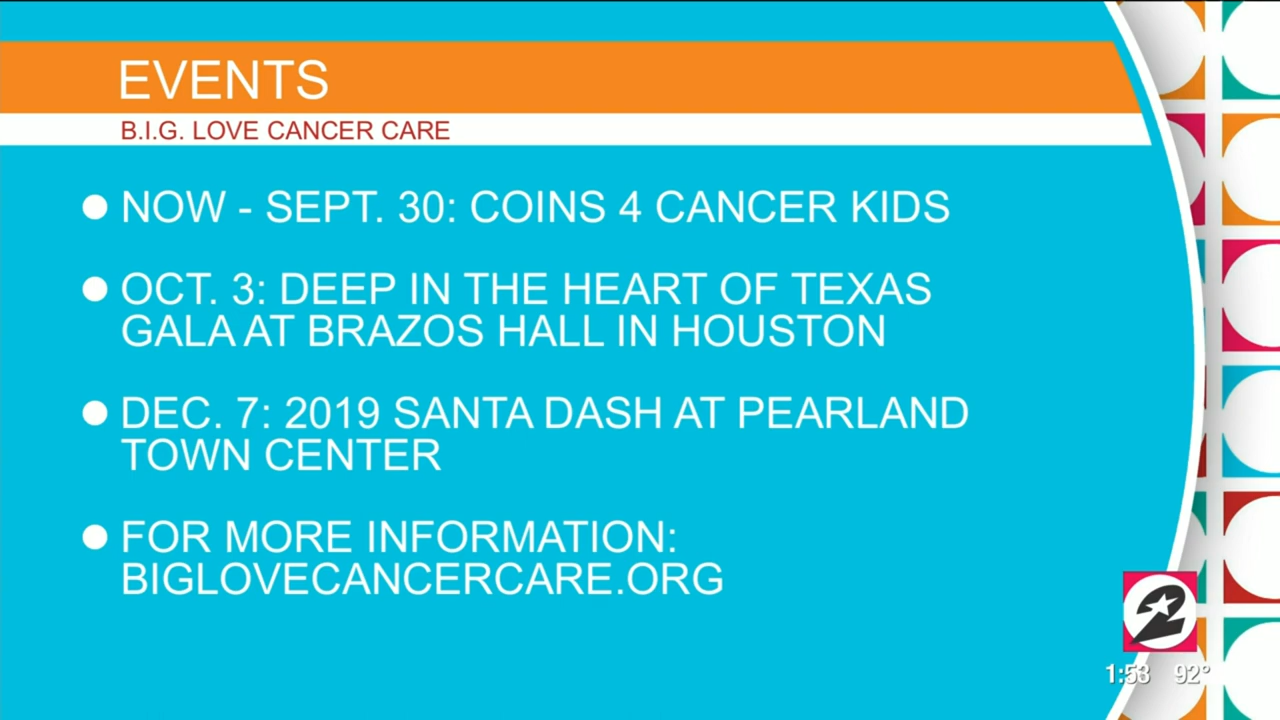 EVENTS
B.I.G. LOVE CANCER CARE
NOW - SEPT. 30: COINS 4 CANCER KIDS
OCT. 3: DEEP IN THE HEART OF TEXAS
GALA AT BRAZOS HALL IN HOUSTON
DEC. 7: 2019 SANTA DASH AT PEARLAND
TOWN CENTER
FOR MORE INFORMATION:
BIGLOVECANCERCARE.ORG
2
1:53 92°